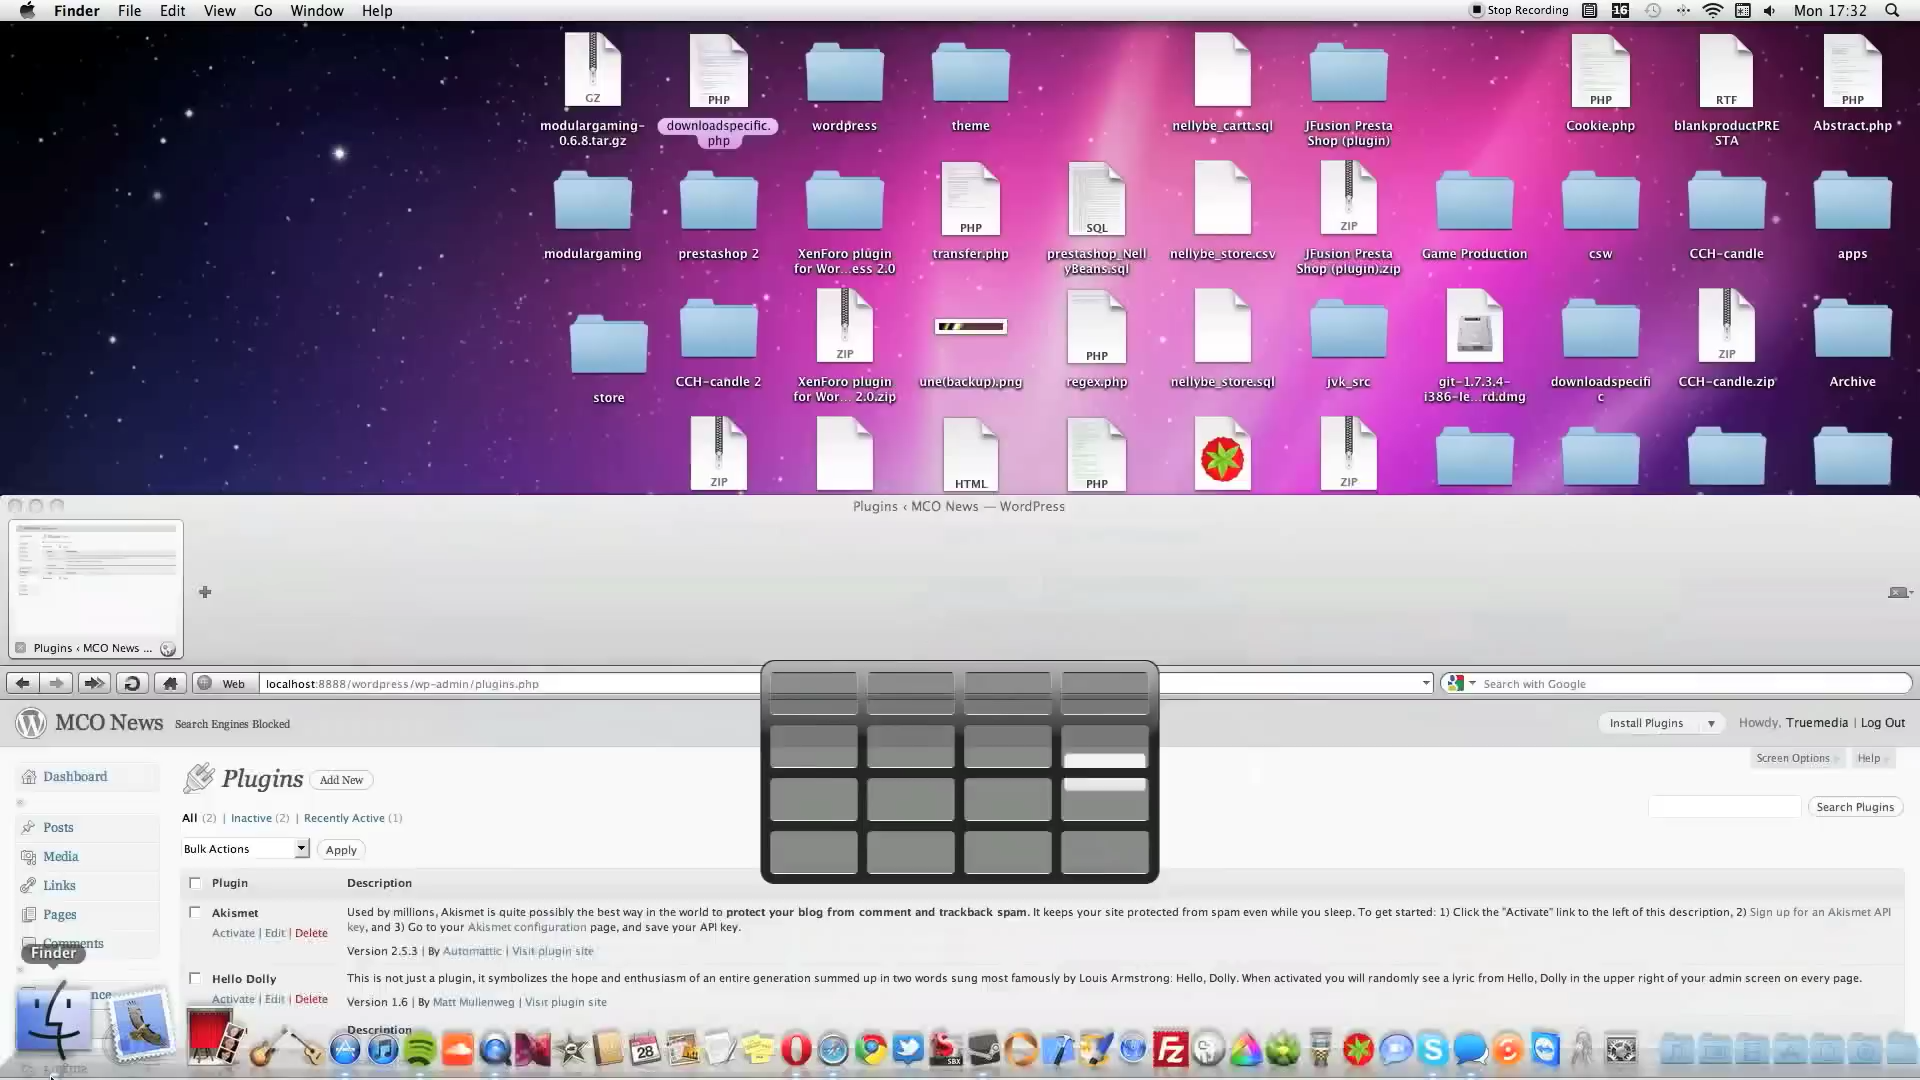 Finder File Edit View Go Window Help Stop Recording 16 Mon 17:32
GZ PHP PHP RTF PHP
modulargaming-
0.6.8.tar.gz
downloadspecific.
php
wordpress
theme
nellybe_cartt.sql
JFusion Presta
Shop (plugin)
Cookie.php
blankproductPRE
STA
Abstract.php
PHP SQL ZIP
modulargaming
prestashop 2
XenForo plugin
for Wor...ess 2.0
transfer.php
prestashop_Nell
yBeans.sql
nellybe_store.csv
JFusion Presta
Shop (plugin).zip
Game Production
csw
CCH-candle
apps
ZIP PHP ZIP
store
CCH-candle 2
XenForo plugin
for Wor... 2.0.zip
une(backup).png
regex.php
nellybe_store.sql
jvk_src
git-1.7.3.4-
i386-le...rd.dmg
downloadspecifi
c
CCH-candle.zip
Archive
ZIP HTML PHP ZIP
Plugins ‹ MCO News — WordPress
Plugins ‹ MCO News ...
Web localhost:8888/wordpress/wp-admin/plugins.php Search with Google
MCO News Search Engines Blocked Install Plugins Howdy, Truemedia | Log Out
Screen Options Help
Dashboard
Posts
Media
Links
Pages
Comments
Finder
Plugins Add New
All (2) | Inactive (2) | Recently Active (1) Search Plugins
Bulk Actions Apply
Plugin Description
Akismet Used by millions, Akismet is quite possibly the best way in the world to protect your blog from comment and trackback spam. It keeps your site protected from spam even while you sleep. To get started: 1) Click the "Activate" link to the left of this description, 2) Sign up for an Akismet API
Activate | Edit | Delete key, and 3) Go to your Akismet configuration page, and save your API key.
Version 2.5.3 | By Automattic | Visit plugin site
Hello Dolly This is not just a plugin, it symbolizes the hope and enthusiasm of an entire generation summed up in two words sung most famously by Louis Armstrong: Hello, Dolly. When activated you will randomly see a lyric from Hello, Dolly in the upper right of your admin screen on every page.
Activate | Edit | Delete Version 1.6 | By Matt Mullenweg | Visit plugin site
Description
28
SBX